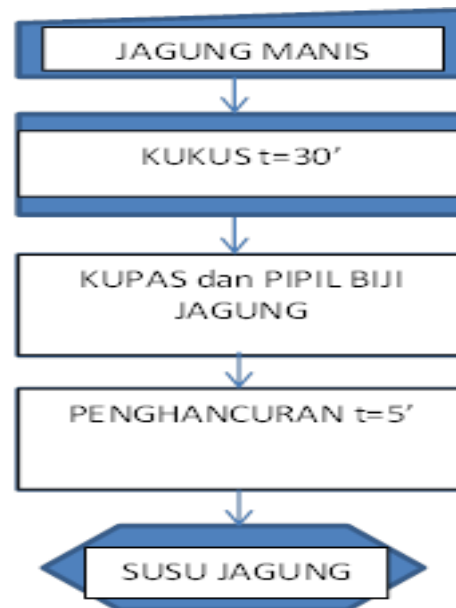 JAGUNG MANIS
KUKUS t=30′
KUPAS dan PIPIL BIJI
JAGUNG
PENGHANCURAN t=5′
SUSU JAGUNG